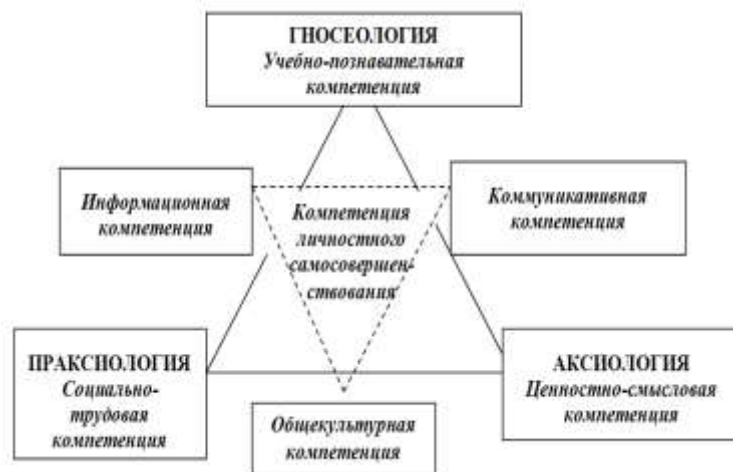 ГНОСЕОЛОГИЯ
Учебно-познавательная
компетенция
Информационная
компетенция
Коммуникативная
компетенция
Компетенция
личностного
самосовершен-
ствования
ПРАКСИОЛОГИЯ
Социально-
трудовая
компетенция
АКСИОЛОГИЯ
Ценностно-смысловая
компетенция
Общекультурная
компетенция